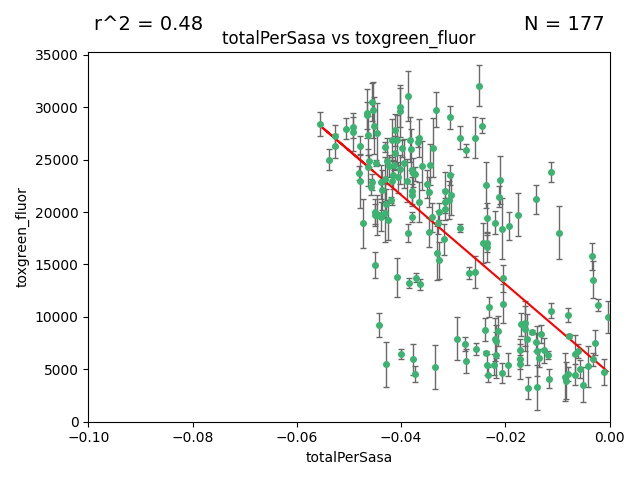 r^2 = 0.48 N = 177
totalPerSasa vs toxgreen_fluor
35000
30000
25000
20000
15000
10000
5000
0
toxgreen_fluor
−0.10 −0.08 −0.06 −0.04 −0.02 0.00
totalPerSasa